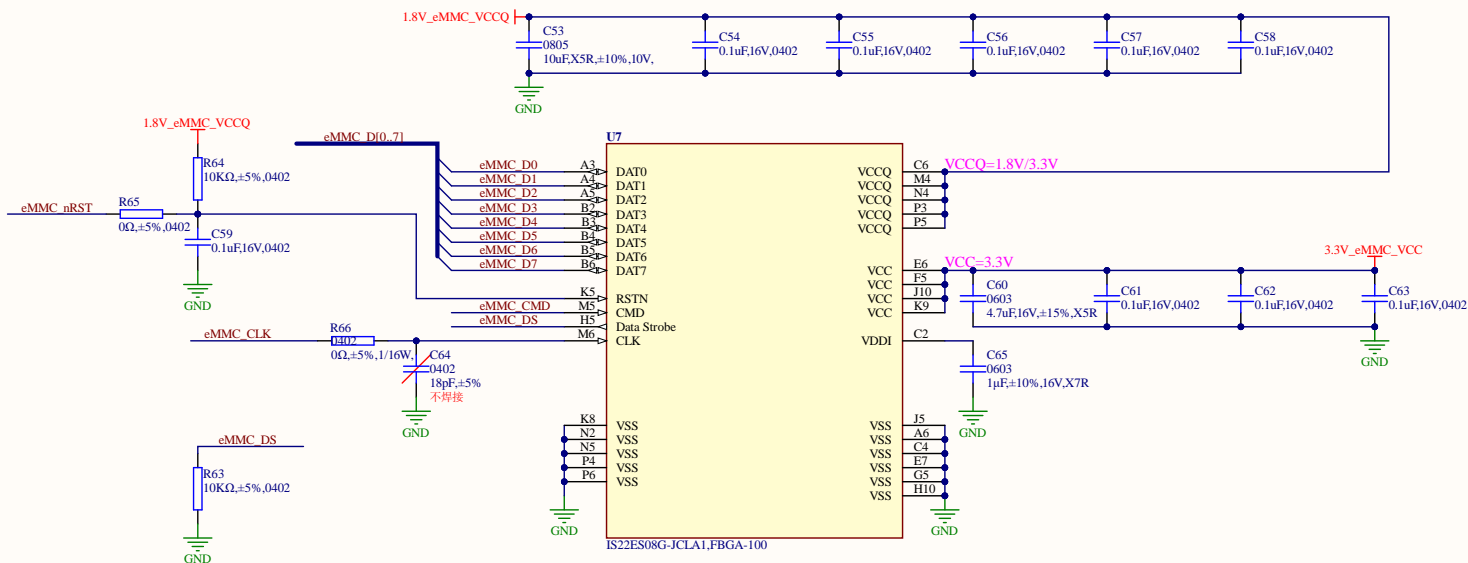 1.8V_eMMC_VCCQ
C53
0805
10uF,X5R,±10%,10V,
C54
0.1uF,16V,0402
C55
0.1uF,16V,0402
C56
0.1uF,16V,0402
C57
0.1uF,16V,0402
C58
0.1uF,16V,0402
GND
1.8V_eMMC_VCCQ
R64
10KΩ,±5%,0402
eMMC_nRST
R65
0Ω,±5%,0402
C59
0.1uF,16V,0402
GND
eMMC_D[0..7]
eMMC_D0
eMMC_D1
eMMC_D2
eMMC_D3
eMMC_D4
eMMC_D5
eMMC_D6
eMMC_D7
eMMC_CMD
eMMC_DS
eMMC_CLK
R66
0402
0Ω,±5%,1/16W,
C64
0402
18pF,±5%
不焊接
GND
eMMC_DS
R63
10KΩ,±5%,0402
GND
U7
A3 DAT0
A4 DAT1
A5 DAT2
B2 DAT3
B3 DAT4
B4 DAT5
B5 DAT6
B6 DAT7
K5 RSTN
M5 CMD
H5 Data Strobe
M6 CLK
K8 VSS
N2 VSS
N5 VSS
P4 VSS
P6 VSS
GND
VCCQ C6 VCCQ=1.8V/3.3V
VCCQ M4
VCCQ N4
VCCQ P3
VCCQ P5
VCC E6 VCC=3.3V
VCC F5
VCC J10
VCC K9
VDDI C2
VSS J5
VSS A6
VSS C4
VSS E7
VSS G5
VSS H10
GND
IS22ES08G-JCLA1,FBGA-100
3.3V_eMMC_VCC
C60
0603
4.7uF,16V,±15%,X5R
C61
0.1uF,16V,0402
C62
0.1uF,16V,0402
C63
0.1uF,16V,0402
GND
C65
0603
1μF,±10%,16V,X7R
GND